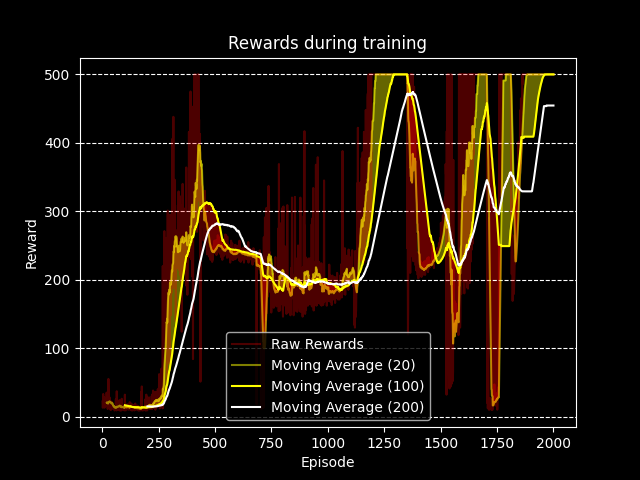 Rewards during training
500
400
300
200
100
0
Reward
Raw Rewards
Moving Average (20)
Moving Average (100)
Moving Average (200)
0 250 500 750 1000 1250 1500 1750 2000
Episode